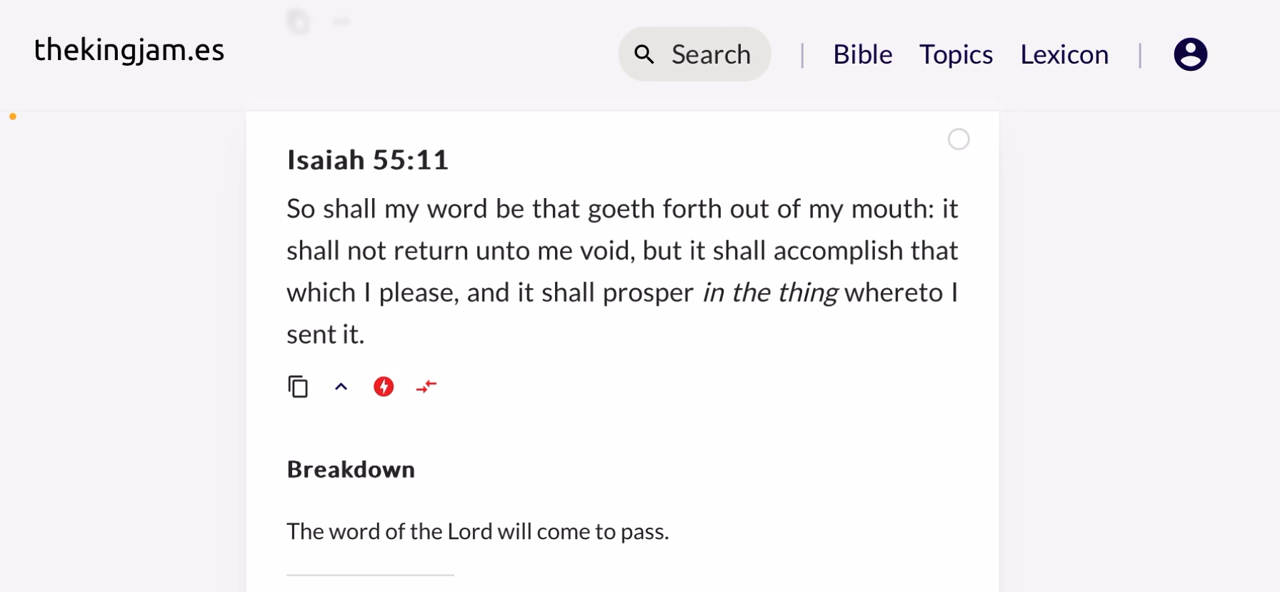 thekingjam.es
Search | Bible Topics Lexicon |
Isaiah 55:11
So shall my word be that goeth forth out of my mouth: it
shall not return unto me void, but it shall accomplish that
which I please, and it shall prosper in the thing whereto I
sent it.
Breakdown
The word of the Lord will come to pass.